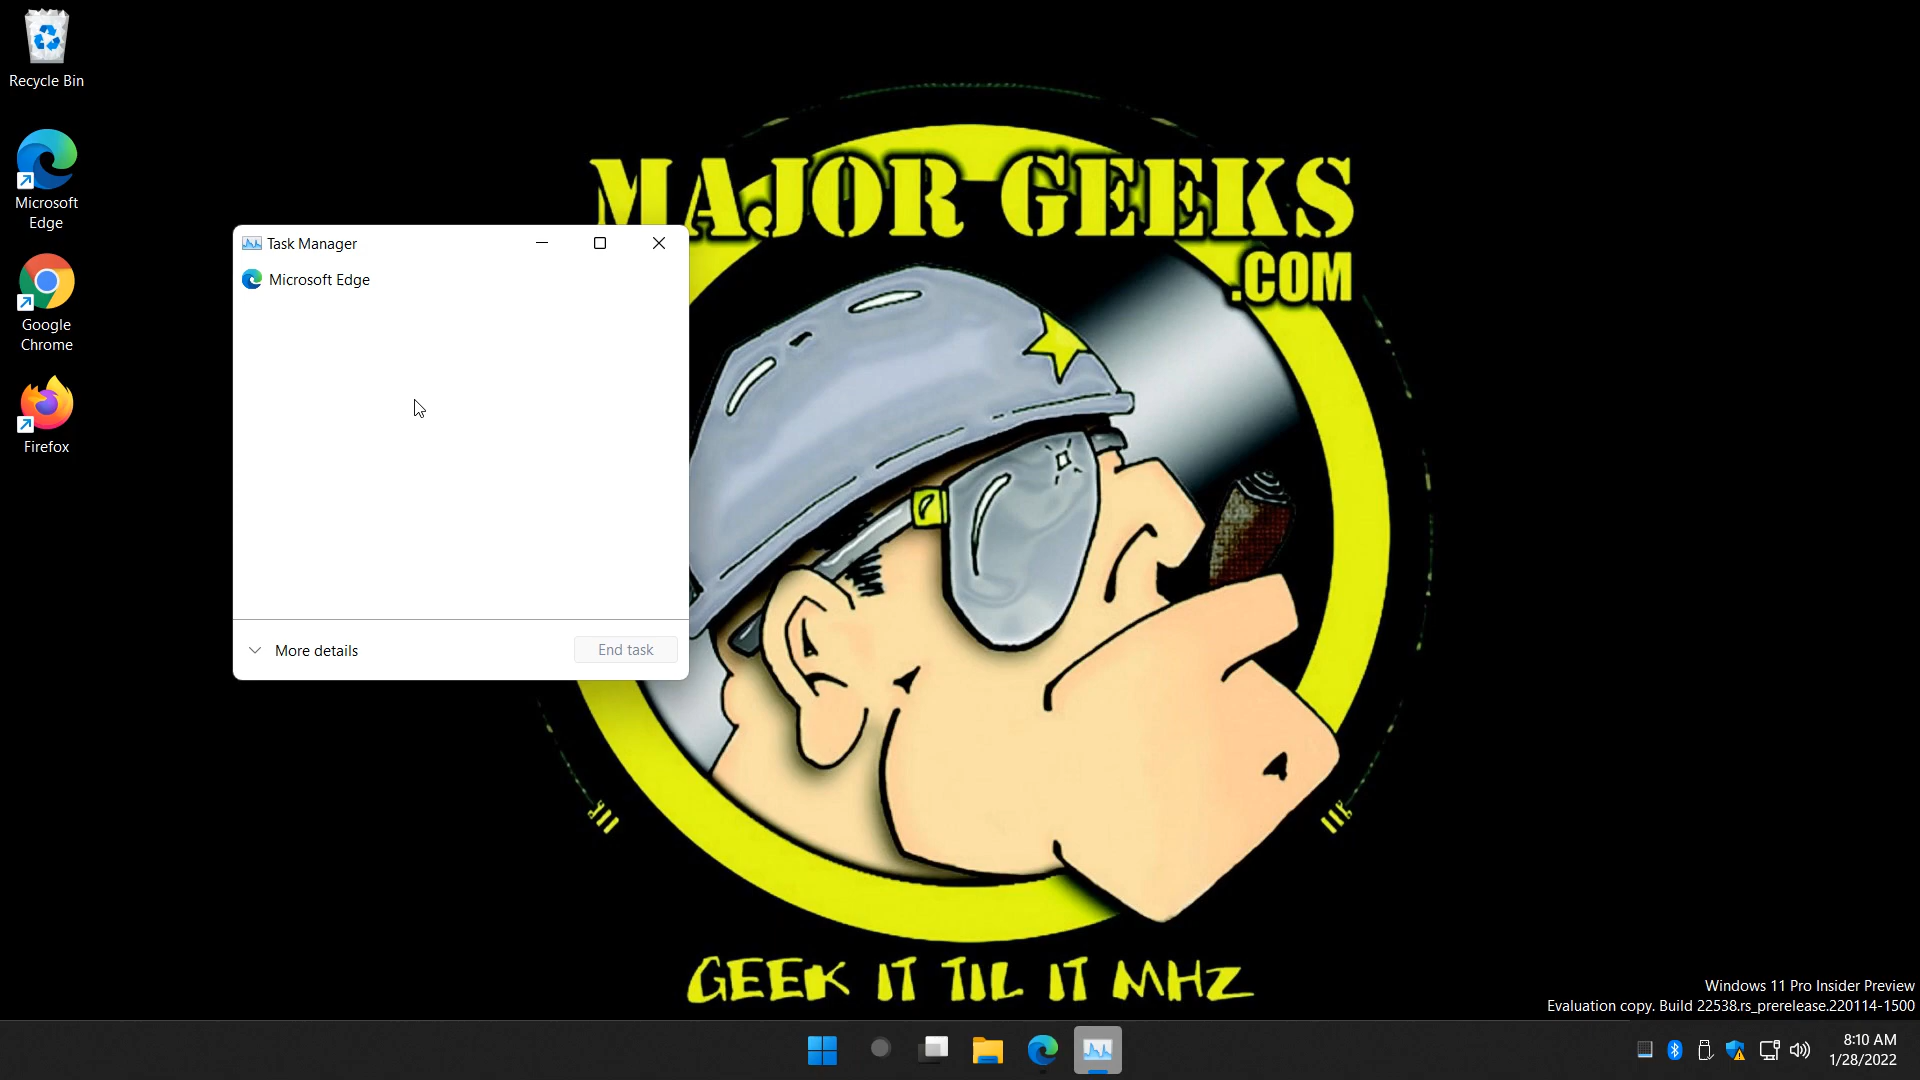 Recycle Bin
Microsoft
Edge
Google
Chrome
Firefox
Task Manager
Microsoft Edge
More details
End task
MAJOR GEEKS
.COM
GEEK IT TIL IT MHZ
Windows 11 Pro Insider Preview
Evaluation copy. Build 22538.rs_prerelease.220114-1500
8:10 AM
1/28/2022